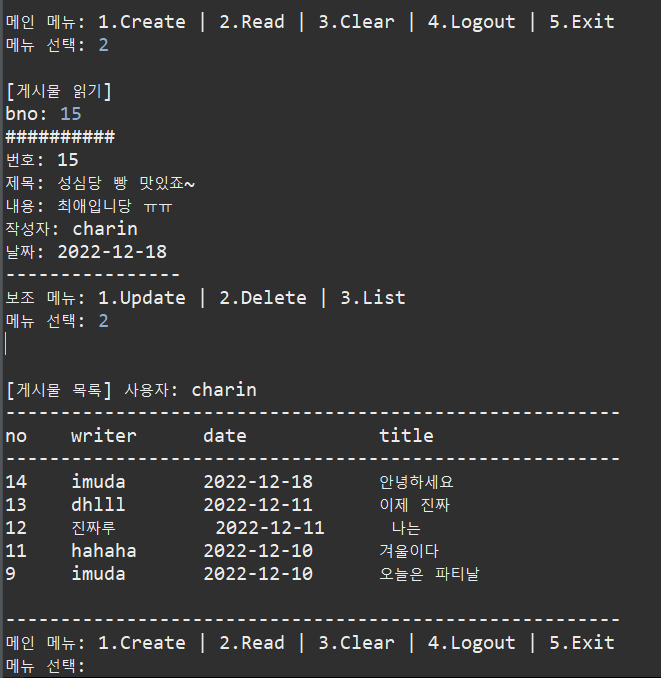 메인 메뉴: 1.Create | 2.Read | 3.Clear | 4.Logout | 5.Exit
메뉴 선택: 2
[게시물 읽기]
bno: 15
##########
번호: 15
제목: 성심당 빵 맛있죠~
내용: 최애입니당 ㅠㅠ
작성자: charin
날짜: 2022-12-18
----------------
보조 메뉴: 1.Update | 2.Delete | 3.List
메뉴 선택: 2
[게시물 목록] 사용자: charin
--------------------------------------------------------
no writer date title
--------------------------------------------------------
14 imuda 2022-12-18 안녕하세요
13 dhlll 2022-12-11 이제 진짜
12 진짜루 2022-12-11 나는
11 hahaha 2022-12-10 겨울이다
9 imuda 2022-12-10 오늘은 파티날
--------------------------------------------------------
메인 메뉴: 1.Create | 2.Read | 3.Clear | 4.Logout | 5.Exit
메뉴 선택: